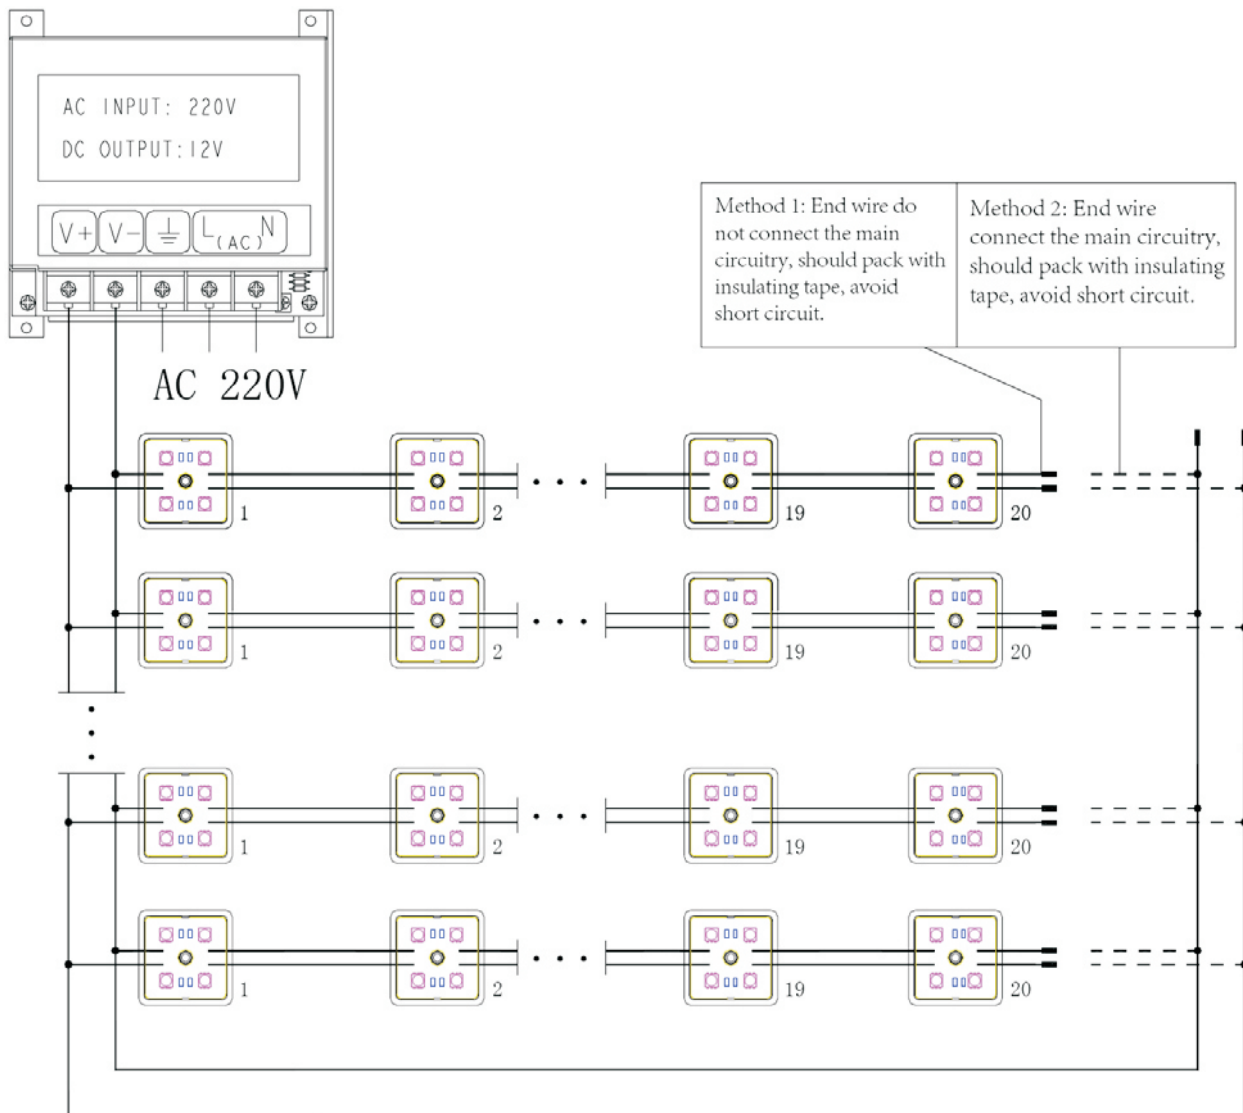 AC INPUT: 220V
DC OUTPUT:12V
V+ V- L (AC) N
AC 220V
Method 1: End wire do
not connect the main
circuitry, should pack with
insulating tape, avoid
short circuit.
Method 2: End wire
connect the main circuitry,
should pack with insulating
tape, avoid short circuit.
1 2 19 20
1 2 19 20
1 2 19 20
1 2 19 20